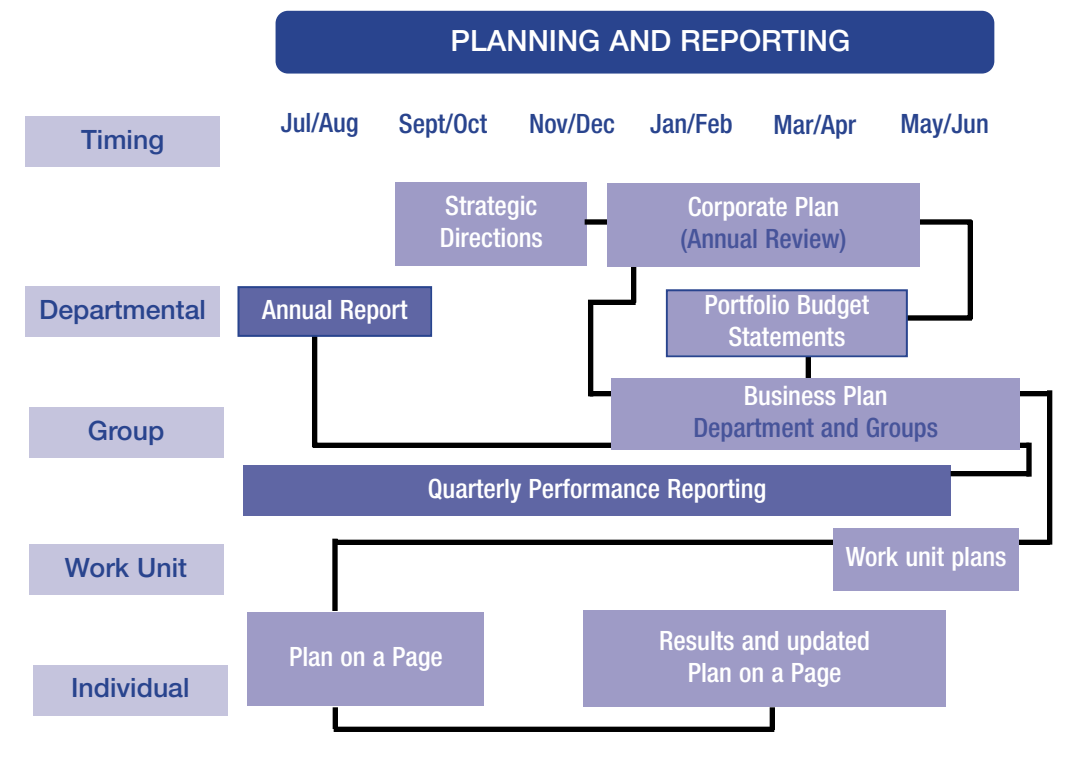 PLANNING AND REPORTING
Timing
Jul/Aug
Sept/Oct
Nov/Dec
Jan/Feb
Mar/Apr
May/Jun
Strategic
Directions
Corporate Plan
(Annual Review)
Departmental
Annual Report
Portfolio Budget
Statements
Group
Business Plan
Department and Groups
Quarterly Performance Reporting
Work Unit
Work unit plans
Individual
Plan on a Page
Results and updated
Plan on a Page